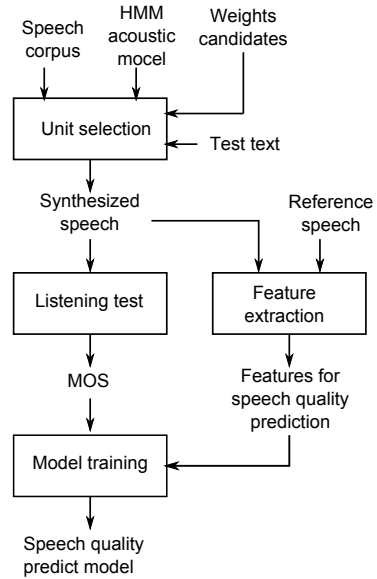 Speech
corpus
HMM
acoustic
mocel
Weights
candidates
Unit selection
Test text
Synthesized
speech
Reference
speech
Listening test
Feature
extraction
MOS
Features for
speech quality
prediction
Model training
Speech quality
predict model